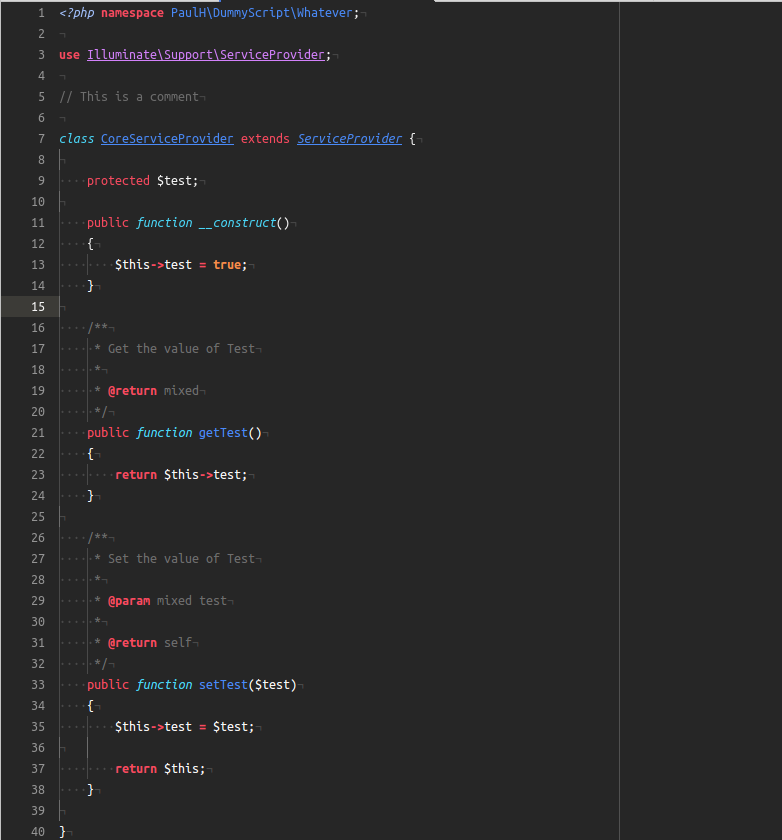 1 <?php namespace PaulH\DummyScript\Whatever;
2
3 use Illuminate\Support\ServiceProvider;
4
5 // This is a comment
6
7 class CoreServiceProvider extends ServiceProvider {
8
9     protected $test;
10
11     public function __construct()
12     {
13         $this->test = true;
14     }
15
16     /**
17      * Get the value of Test
18      *
19      * @return mixed
20      */
21     public function getTest()
22     {
23         return $this->test;
24     }
25
26     /**
27      * Set the value of Test
28      *
29      * @param mixed test
30      *
31      * @return self
32      */
33     public function setTest($test)
34     {
35         $this->test = $test;
36
37         return $this;
38     }
39
40 }